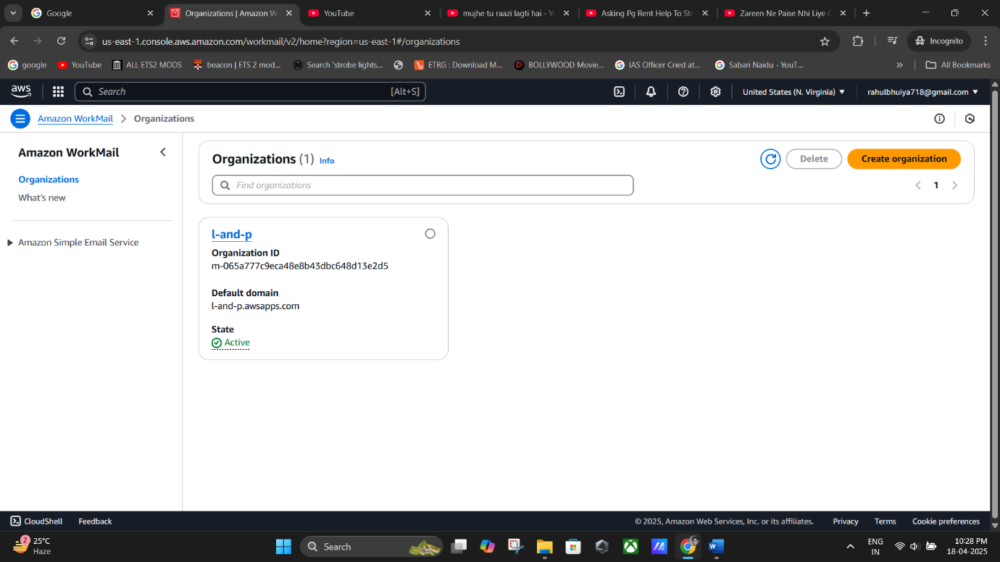 Google
Organizations | Amazon W
YouTube
mujhe tu raazi lagti hai - Yo
Asking Pg Rent Help To Str
Zareen Ne Paise Nhi Liye
us-east-1.console.aws.amazon.com/workmail/v2/home?region=us-east-1#/organizations
Incognito
google
YouTube
ALL ETS2 MODS
beacon | ETS 2 mod...
Search 'strobe lights...
ETRG : Download M...
BOLLYWOOD Movie...
IAS Officer Cried at...
Sabari Naidu - YouT...
All Bookmarks
aws
Search
[Alt+S]
United States (N. Virginia)
rahulbhuiya718@gmail.com
Amazon WorkMail
Organizations
Amazon WorkMail
Organizations
What's new
Amazon Simple Email Service
Organizations (1) Info
Delete
Create organization
Find organizations
1
l-and-p
Organization ID
m-065a777c9eca48e8b43dbc648d13e2d5
Default domain
l-and-p.awsapps.com
State
Active
CloudShell
Feedback
© 2025, Amazon Web Services, Inc. or its affiliates.
Privacy
Terms
Cookie preferences
2
25°C
Haze
Search
ENG
IN
10:28 PM
18-04-2025